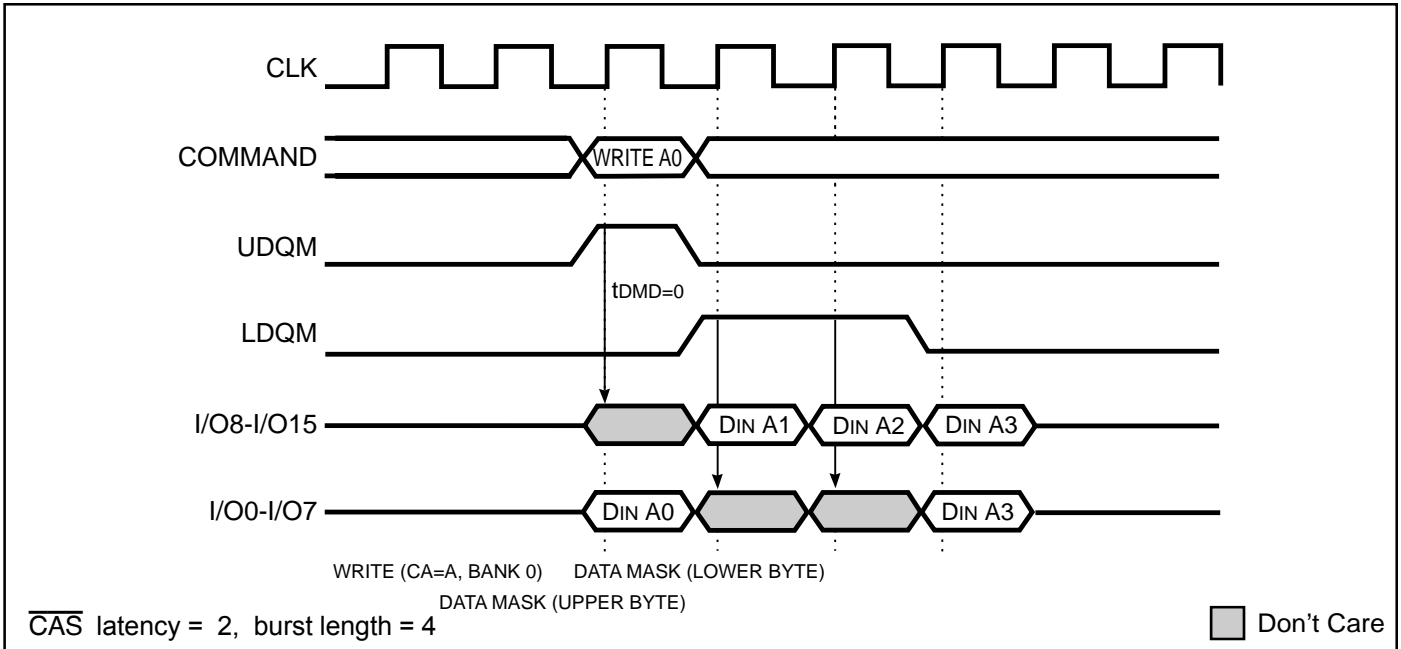 CLK
COMMAND WRITE A0
UDQM
tDMD=0
LDQM
I/O8-I/O15 DIN A1 DIN A2 DIN A3
I/O0-I/O7 DIN A0 DIN A3
WRITE (CA=A, BANK 0) DATA MASK (LOWER BYTE)
DATA MASK (UPPER BYTE)
CAS latency = 2, burst length = 4 Don't Care